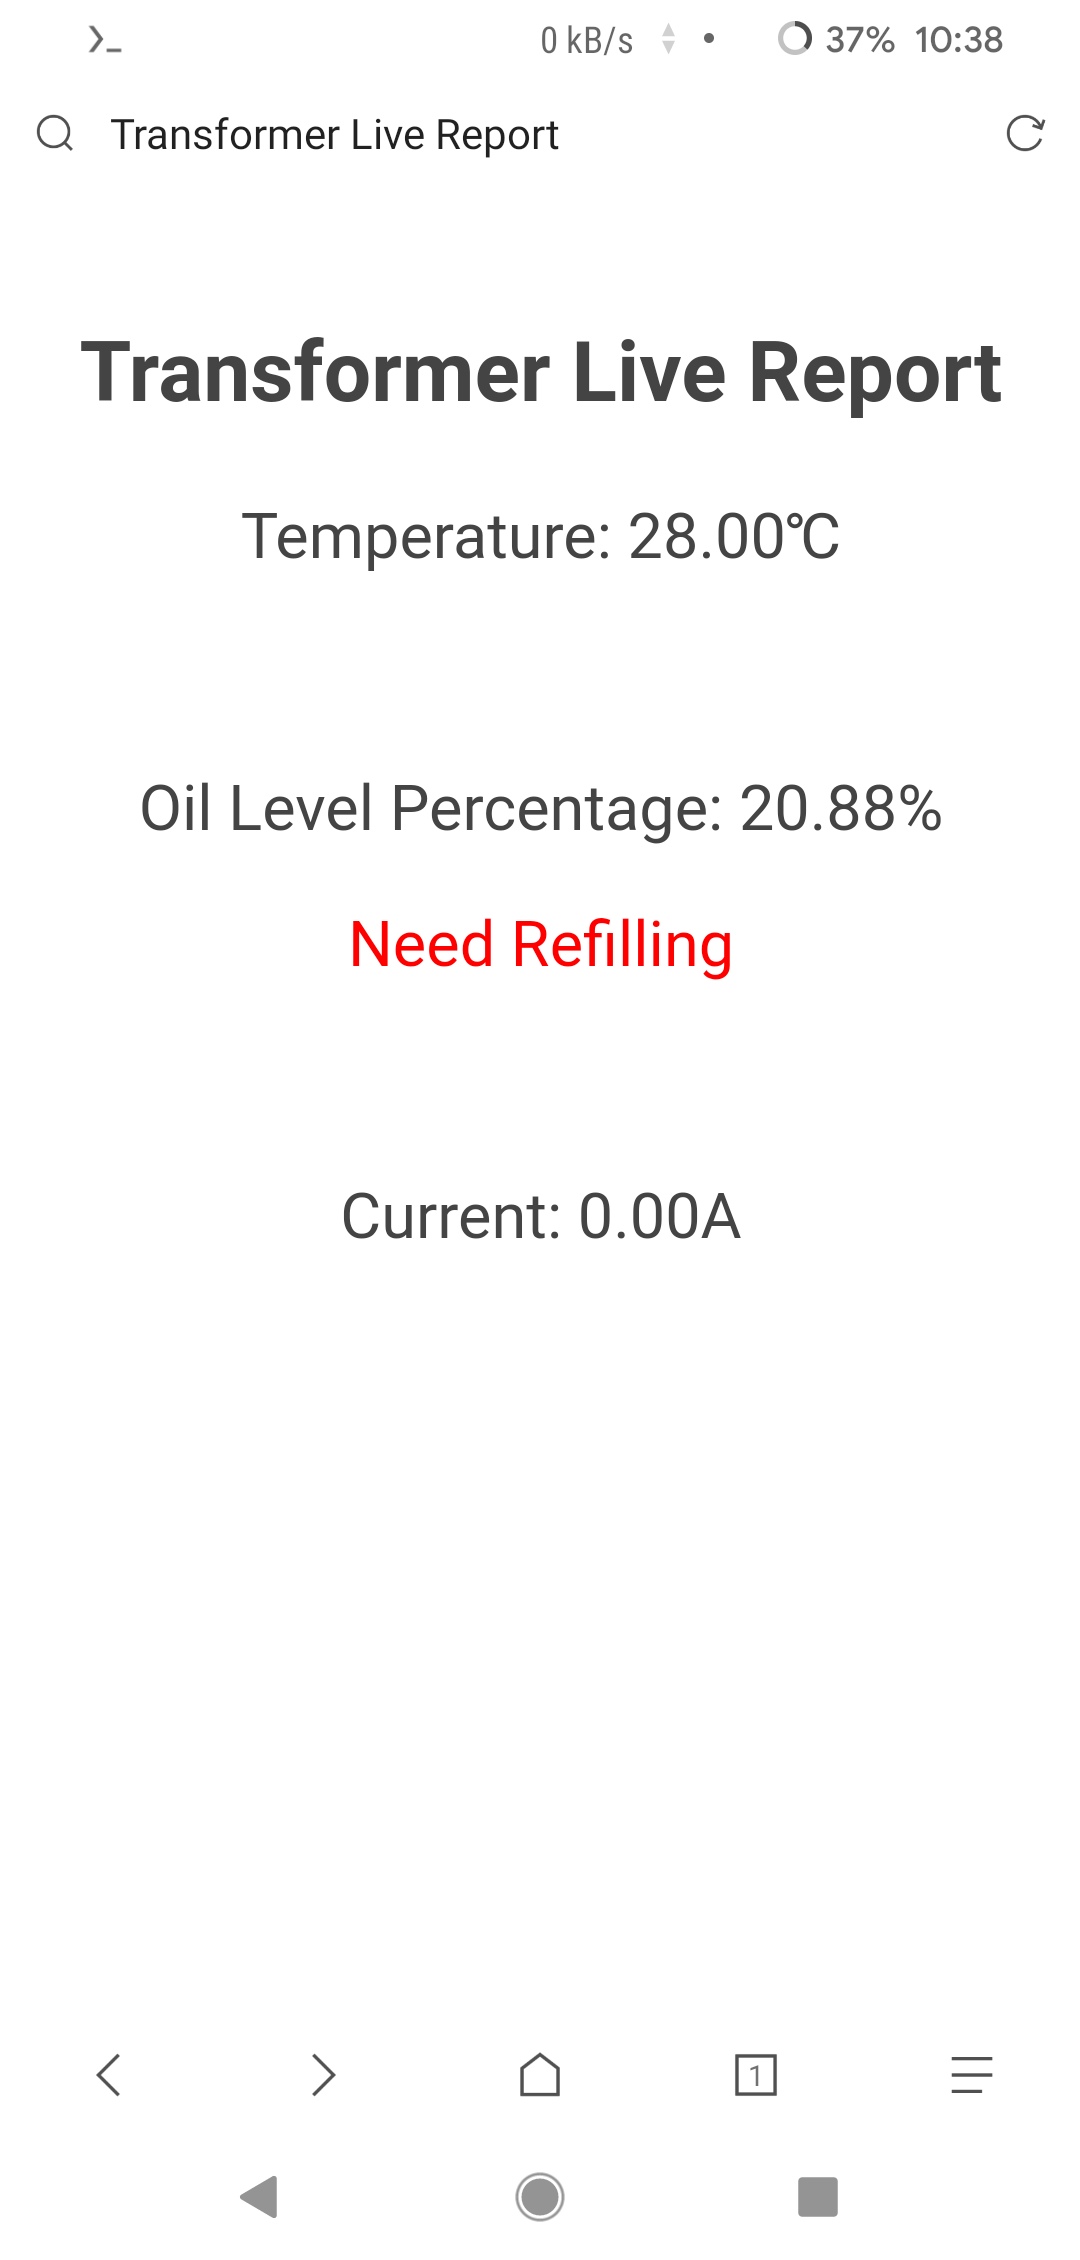 0 kB/s 37% 10:38
Transformer Live Report
Transformer Live Report
Temperature: 28.00℃
Oil Level Percentage: 20.88%
Need Refilling
Current: 0.00A
1